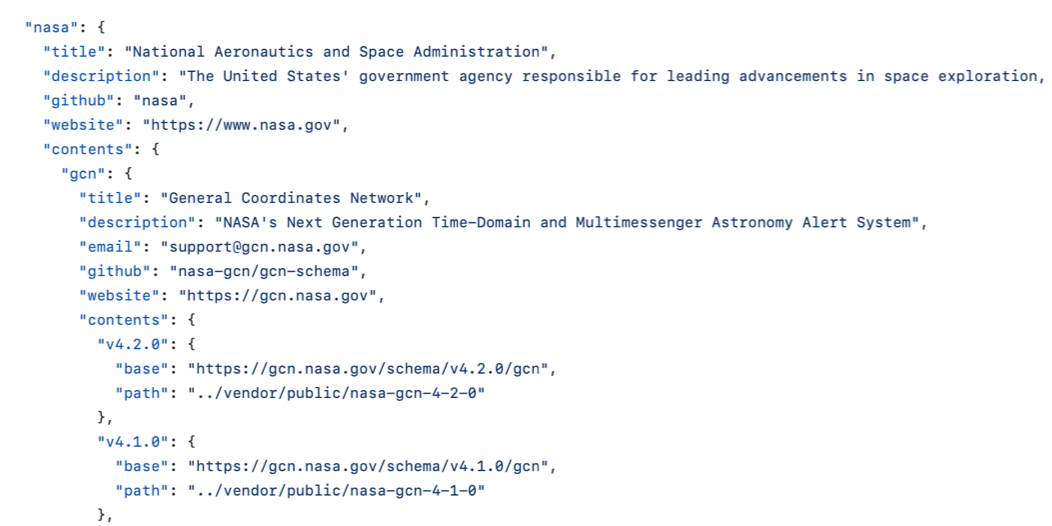 "nasa": {
  "title": "National Aeronautics and Space Administration",
  "description": "The United States' government agency responsible for leading advancements in space exploration,
  "github": "nasa",
  "website": "https://www.nasa.gov",
  "contents": {
    "gcn": {
      "title": "General Coordinates Network",
      "description": "NASA's Next Generation Time-Domain and Multimessenger Astronomy Alert System",
      "email": "support@gcn.nasa.gov",
      "github": "nasa-gcn/gcn-schema",
      "website": "https://gcn.nasa.gov",
      "contents": {
        "v4.2.0": {
          "base": "https://gcn.nasa.gov/schema/v4.2.0/gcn",
          "path": "../vendor/public/nasa-gcn-4-2-0"
        },
        "v4.1.0": {
          "base": "https://gcn.nasa.gov/schema/v4.1.0/gcn",
          "path": "../vendor/public/nasa-gcn-4-1-0"
        },